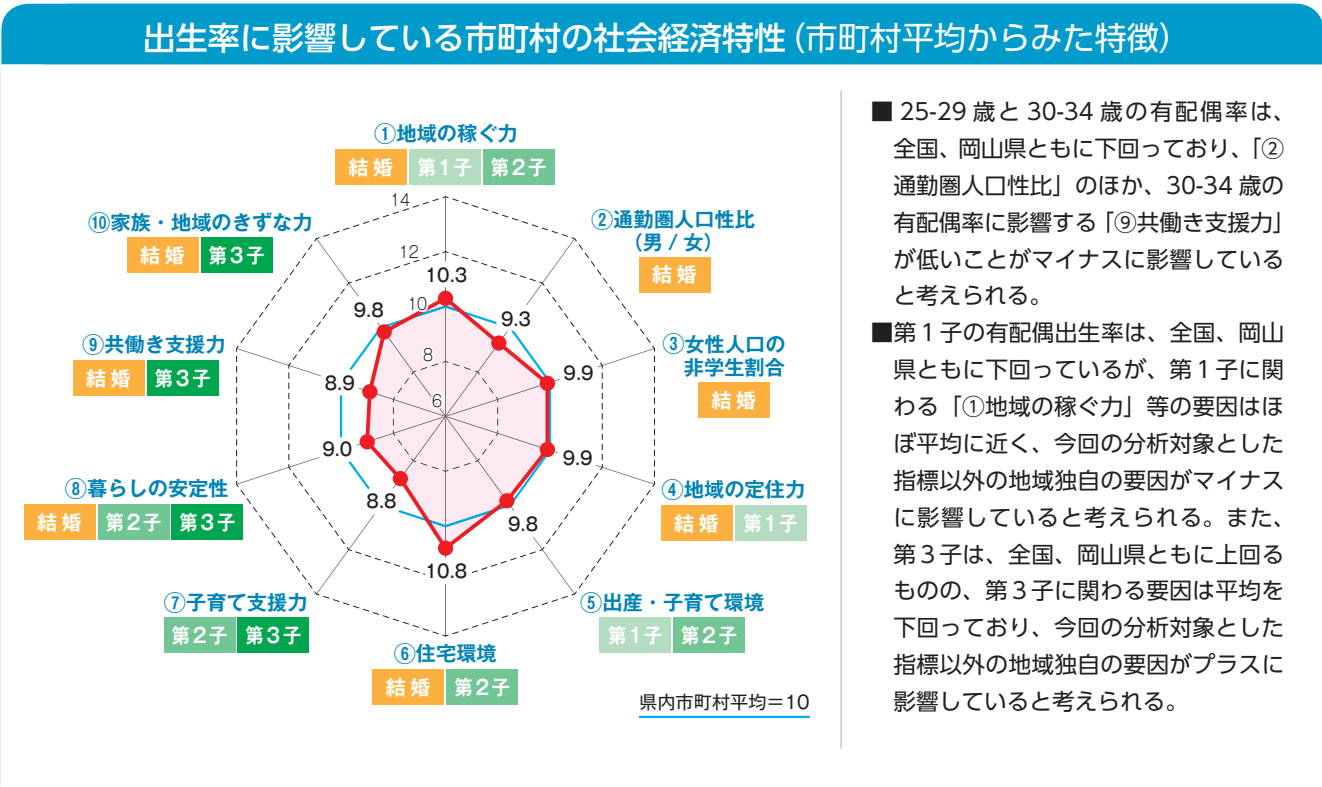 出生率に影響している市町村の社会経済特性（市町村平均からみた特徴）
①地域の稼ぐ力
結婚 第1子 第2子
②通勤圏人口性比
（男 / 女）
結婚
③女性人口の
非学生割合
結婚
④地域の定住力
結婚 第1子
⑤出産・子育て環境
第1子 第2子
⑥住宅環境
結婚 第2子
⑦子育て支援力
第2子 第3子
⑧暮らしの安定性
結婚 第2子 第3子
⑨共働き支援力
結婚 第3子
⑩家族・地域のきずな力
結婚 第3子
14
12
10
8
6
10.3
9.3
9.9
9.9
9.8
10.8
8.8
9.0
8.9
9.8
県内市町村平均＝10
■ 25-29 歳と 30-34 歳の有配偶率は、
全国、岡山県ともに下回っており、「②
通勤圏人口性比」のほか、30-34 歳の
有配偶率に影響する「⑨共働き支援力」
が低いことがマイナスに影響している
と考えられる。
■第１子の有配偶出生率は、全国、岡山
県ともに下回っているが、第１子に関
わる「①地域の稼ぐ力」等の要因はほ
ぼ平均に近く、今回の分析対象とした
指標以外の地域独自の要因がマイナス
に影響していると考えられる。また、
第３子は、全国、岡山県ともに上回る
ものの、第３子に関わる要因は平均を
下回っており、今回の分析対象とした
指標以外の地域独自の要因がプラスに
影響していると考えられる。